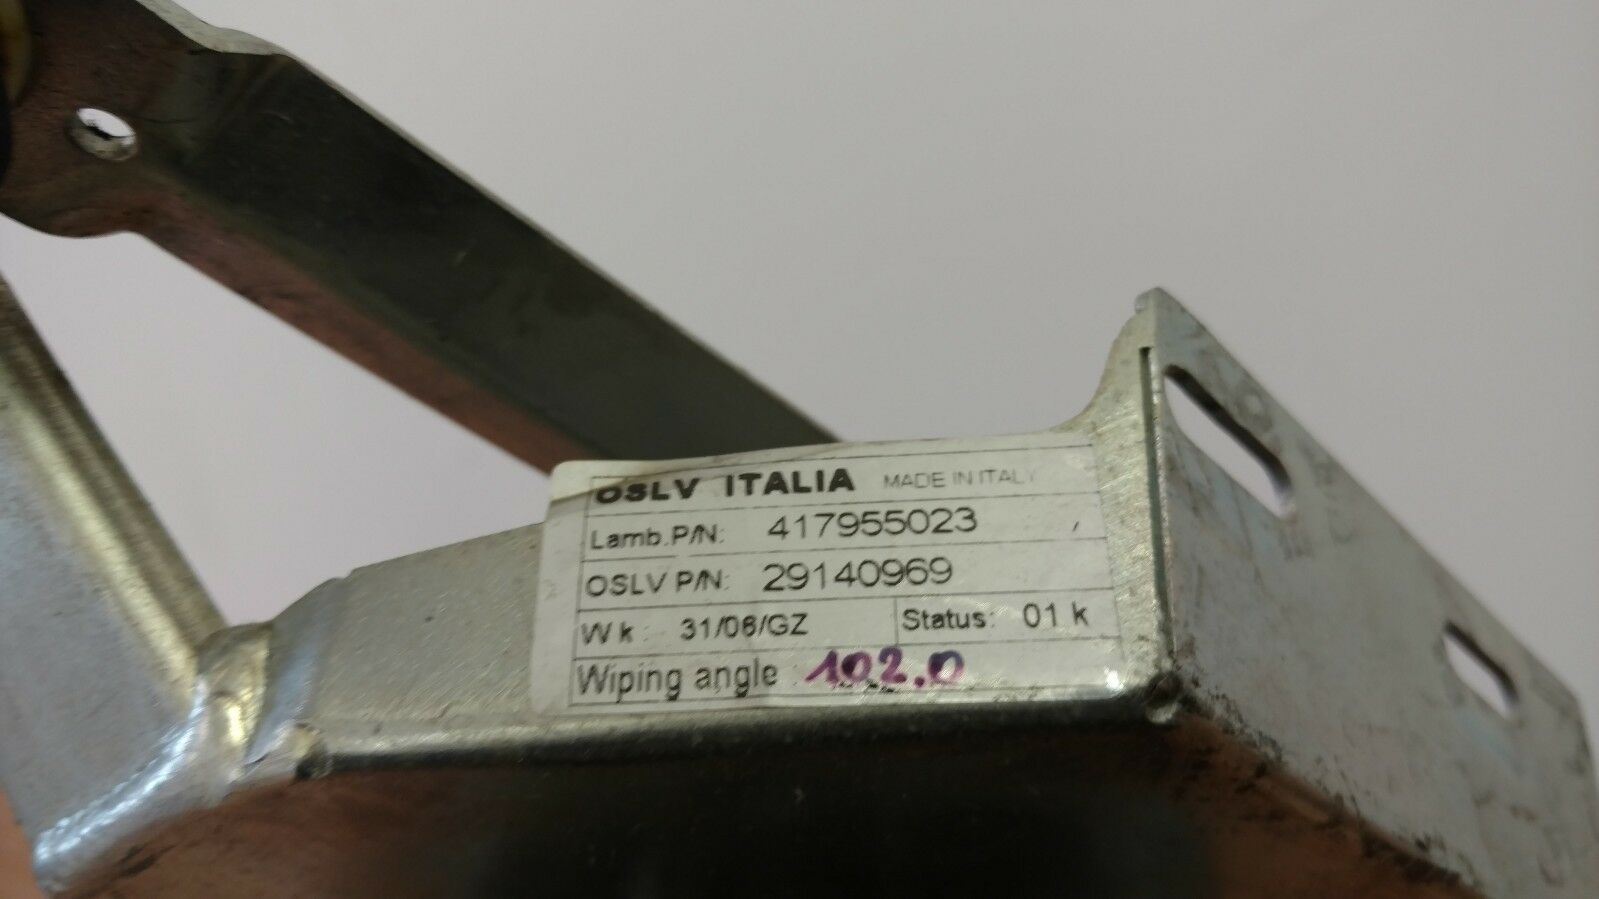 OSLV ITALIA MADE IN ITALY
Lamb.P/N: 417955023
OSLV P/N: 29140969
Wk: 31/06/GZ Status: 01 k
Wiping angle : 102.0